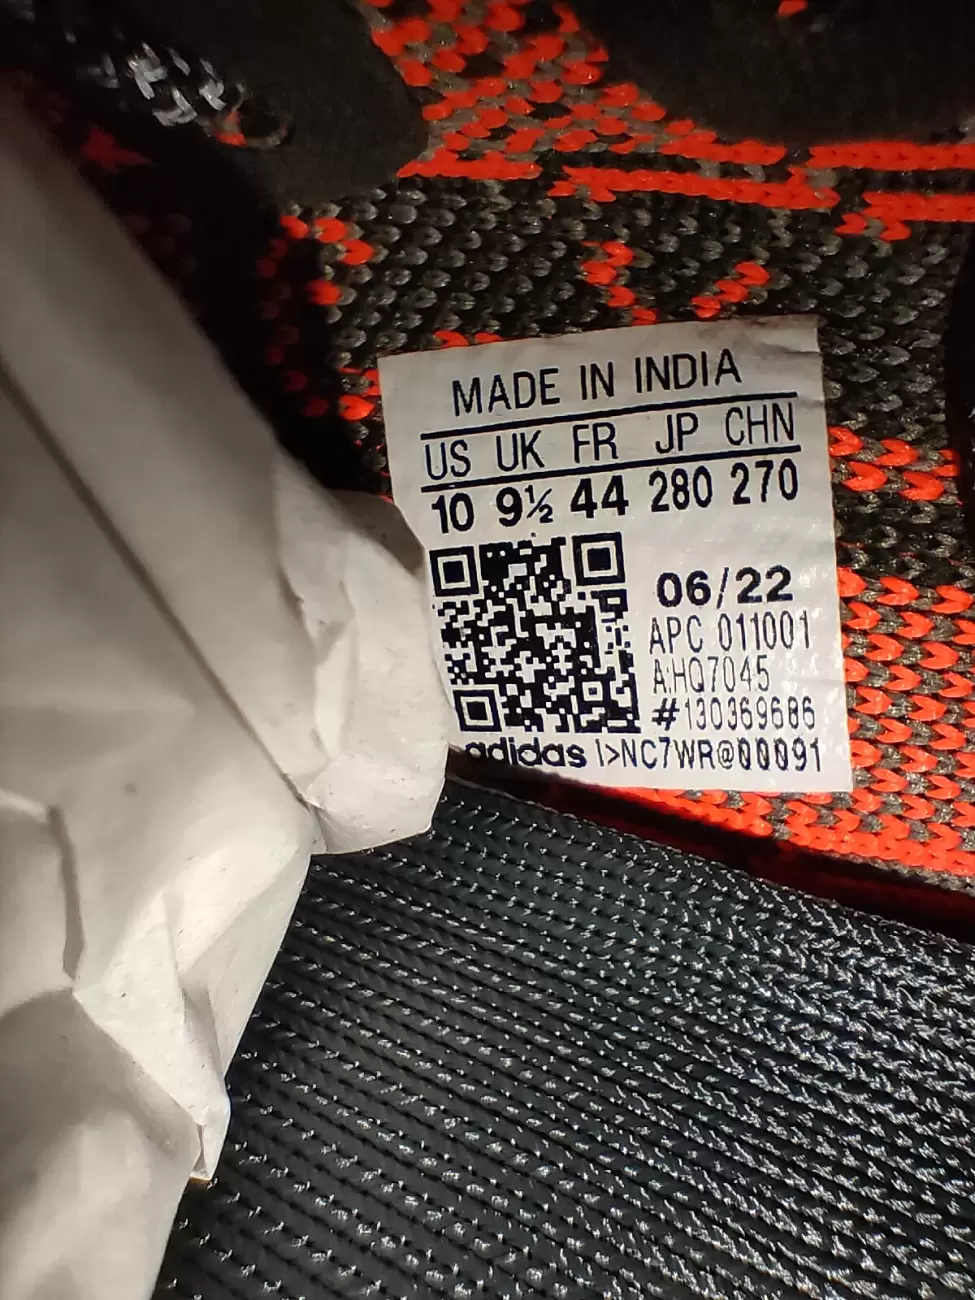 MADE IN INDIA
US UK FR JP CHN
10 9½ 44 280 270
06/22
APC 011001
A:HQ7045
#130369686
adidas I>NC7WR@00091